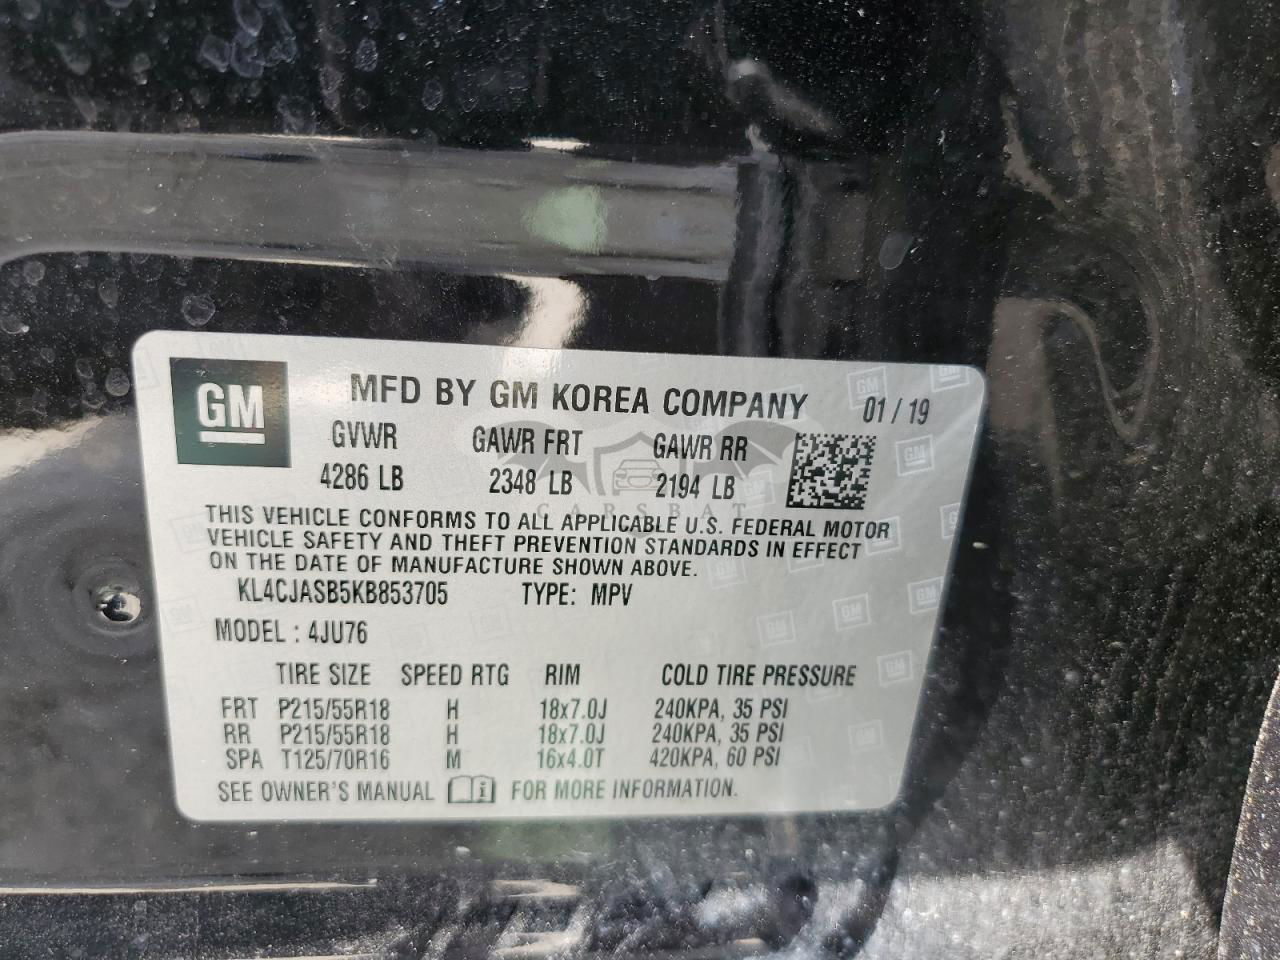 GM
MFD BY GM KOREA COMPANY 01 / 19
GVWR GAWR FRT GAWR RR
4286 LB 2348 LB 2194 LB
CARSBAT
THIS VEHICLE CONFORMS TO ALL APPLICABLE U.S. FEDERAL MOTOR
VEHICLE SAFETY AND THEFT PREVENTION STANDARDS IN EFFECT
ON THE DATE OF MANUFACTURE SHOWN ABOVE.
KL4CJASB5KB853705 TYPE: MPV
MODEL : 4JU76
TIRE SIZE SPEED RTG RIM COLD TIRE PRESSURE
FRT P215/55R18 H 18x7.0J 240KPA, 35 PSI
RR P215/55R18 H 18x7.0J 240KPA, 35 PSI
SPA T125/70R16 M 16x4.0T 420KPA, 60 PSI
SEE OWNER'S MANUAL i FOR MORE INFORMATION.